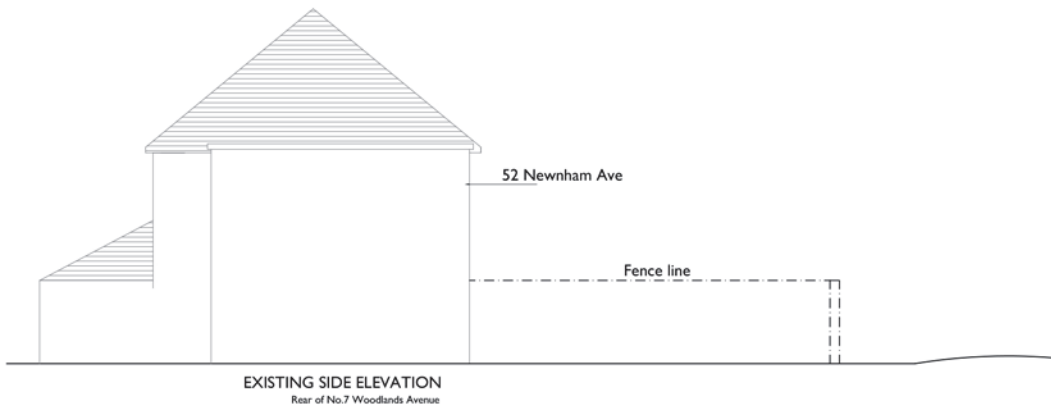 52 Newnham Ave
Fence line
EXISTING SIDE ELEVATION
Rear of No.7 Woodlands Avenue